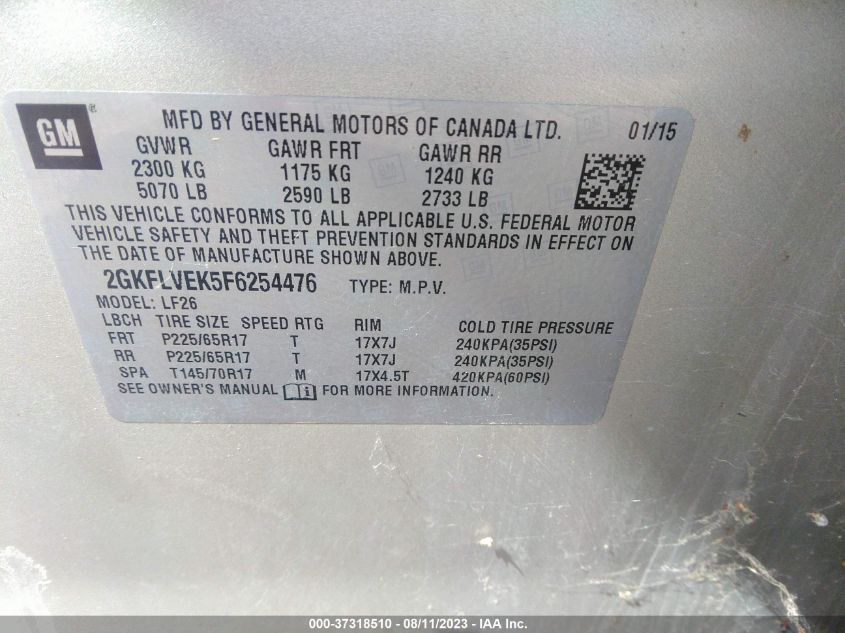 GM ®
MFD BY GENERAL MOTORS OF CANADA LTD. 01/15
GVWR GAWR FRT GAWR RR
2300 KG 1175 KG 1240 KG
5070 LB 2590 LB 2733 LB
THIS VEHICLE CONFORMS TO ALL APPLICABLE U.S. FEDERAL MOTOR
VEHICLE SAFETY AND THEFT PREVENTION STANDARDS IN EFFECT ON
THE DATE OF MANUFACTURE SHOWN ABOVE.
2GKFLVEK5F6254476 TYPE: M.P.V.
MODEL: LF26
LBCH TIRE SIZE SPEED RTG RIM COLD TIRE PRESSURE
FRT P225/65R17 T 17X7J 240KPA(35PSI)
RR P225/65R17 T 17X7J 240KPA(35PSI)
SPA T145/70R17 M 17X4.5T 420KPA(60PSI)
SEE OWNER'S MANUAL FOR MORE INFORMATION.
000-37318510 - 08/11/2023 - IAA Inc.